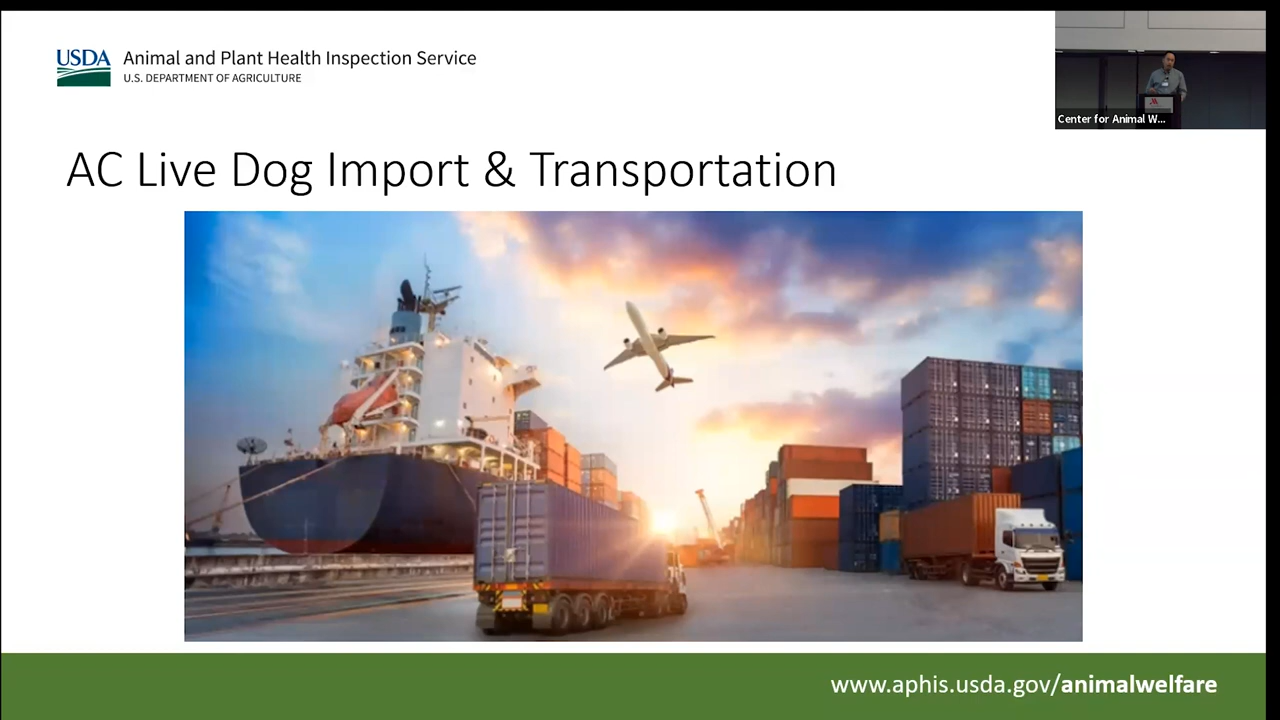 USDA
Animal and Plant Health Inspection Service
U.S. DEPARTMENT OF AGRICULTURE
Center for Animal W...
AC Live Dog Import & Transportation
www.aphis.usda.gov/animalwelfare